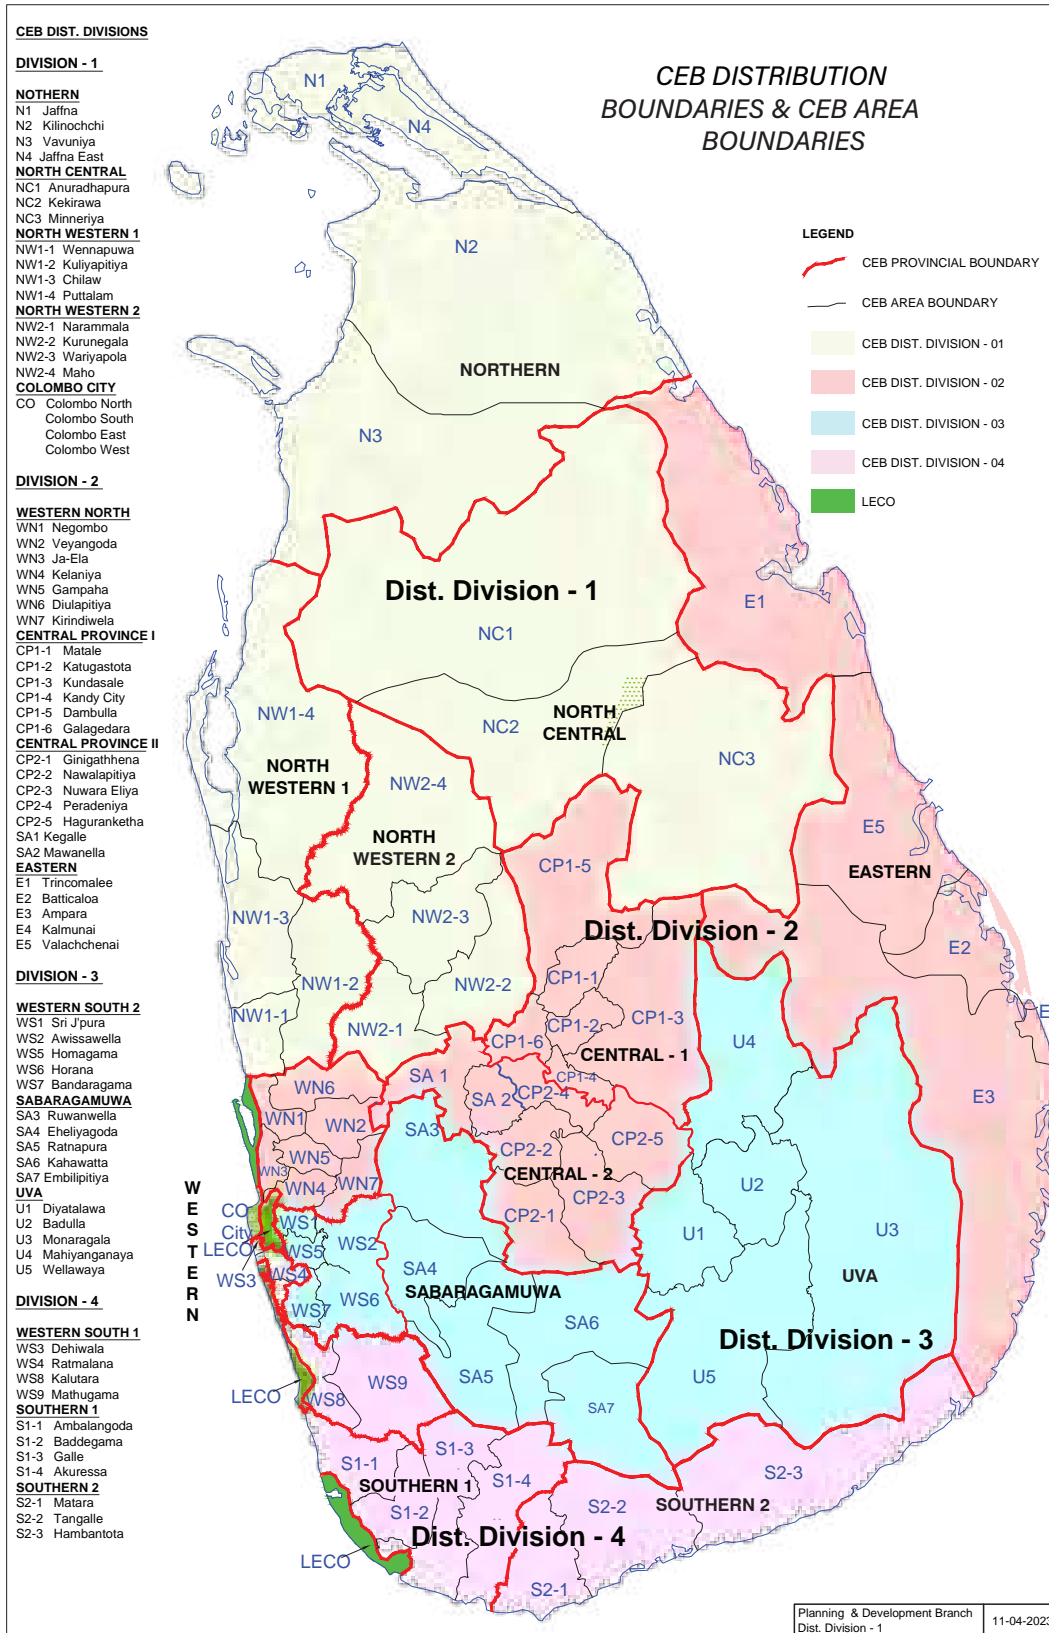 CEB DIST. DIVISIONS
DIVISION - 1
NOTHERN
N1 Jaffna
N2 Kilinochchi
N3 Vavuniya
N4 Jaffna East
NORTH CENTRAL
NC1 Anuradhapura
NC2 Kekirawa
NC3 Minneriya
NORTH WESTERN 1
NW1-1 Wennapuwa
NW1-2 Kuliyapitiya
NW1-3 Chilaw
NW1-4 Puttalam
NORTH WESTERN 2
NW2-1 Narammala
NW2-2 Kurunegala
NW2-3 Wariyapola
NW2-4 Maho
COLOMBO CITY
CO Colombo North
Colombo South
Colombo East
Colombo West
DIVISION - 2
WESTERN NORTH
WN1 Negombo
WN2 Veyangoda
WN3 Ja-Ela
WN4 Kelaniya
WN5 Gampaha
WN6 Diulapitiya
WN7 Kirindiwela
CENTRAL PROVINCE I
CP1-1 Matale
CP1-2 Katugastota
CP1-3 Kundasale
CP1-4 Kandy City
CP1-5 Dambulla
CP1-6 Galagedara
CENTRAL PROVINCE II
CP2-1 Ginigathhena
CP2-2 Nawalapitiya
CP2-3 Nuwara Eliya
CP2-4 Peradeniya
CP2-5 Haguranketha
SA1 Kegalle
SA2 Mawanella
EASTERN
E1 Trincomalee
E2 Batticaloa
E3 Ampara
E4 Kalmunai
E5 Valachchenai
DIVISION - 3
WESTERN SOUTH 2
WS1 Sri J'pura
WS2 Awissawella
WS5 Homagama
WS6 Horana
WS7 Bandaragama
SABARAGAMUWA
SA3 Ruwanwella
SA4 Eheliyagoda
SA5 Ratnapura
SA6 Kahawatta
SA7 Embilipitiya
UVA
U1 Diyatalawa
U2 Badulla
U3 Monaragala
U4 Mahiyanganaya
U5 Wellawaya
DIVISION - 4
WESTERN SOUTH 1
WS3 Dehiwala
WS4 Ratmalana
WS8 Kalutara
WS9 Mathugama
SOUTHERN 1
S1-1 Ambalangoda
S1-2 Baddegama
S1-3 Galle
S1-4 Akuressa
SOUTHERN 2
S2-1 Matara
S2-2 Tangalle
S2-3 Hambantota
CEB DISTRIBUTION
BOUNDARIES & CEB AREA
BOUNDARIES
LEGEND
CEB PROVINCIAL BOUNDARY
CEB AREA BOUNDARY
CEB DIST. DIVISION - 01
CEB DIST. DIVISION - 02
CEB DIST. DIVISION - 03
CEB DIST. DIVISION - 04
LECO
N1
N4
N2
NORTHERN
N3
Dist. Division - 1
E1
NC1
NW1-4
NC2
NORTH
CENTRAL
NC3
NORTH
WESTERN 1
NW2-4
NORTH
WESTERN 2
E5
CP1-5
EASTERN
NW1-3
NW2-3
Dist. Division - 2
E2
NW1-2
NW2-2
CP1-1
NW1-1
NW2-1
CP1-6
CP1-2
CP1-3
CENTRAL - 1
U4
E
WN6
SA 1
SA 2
CP1-4
CP2-4
E3
WN1
WN2
SA3
CP2-2
CP2-5
WN5
WN3
WN4
WN7
CENTRAL - 2
CP2-3
U2
WESTERN
CO
City
LECO
WS3
WS1
WS5
WS2
WS4
WS7
WS6
CP2-1
U1
U3
SA4
SABARAGAMUWA
UVA
SA6
Dist. Division - 3
LECO
WS8
WS9
SA5
SA7
U5
S1-1
S1-3
S1-4
SOUTHERN 1
S1-2
S2-3
S2-2
SOUTHERN 2
Dist. Division - 4
LECO
S2-1
Planning & Development Branch
Dist. Division - 1
11-04-2023